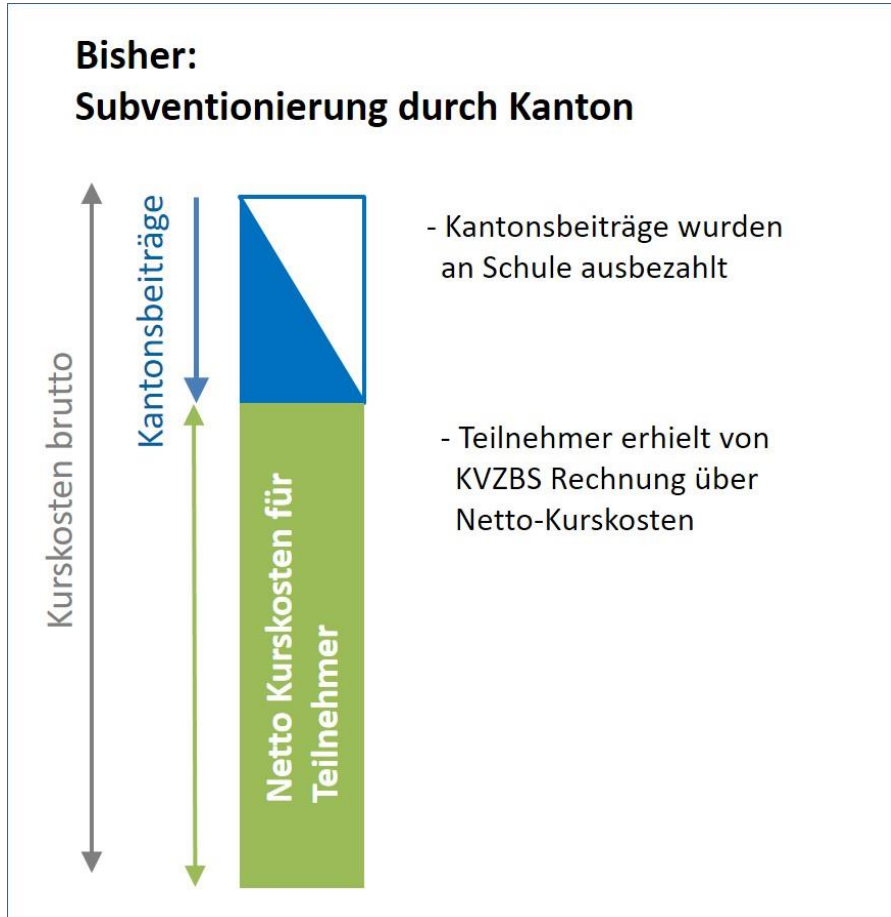 Bisher:
Subventionierung durch Kanton
Kurskosten brutto
Kantonsbeiträge
- Kantonsbeiträge wurden
an Schule ausbezahlt
Netto Kurskosten für
Teilnehmer
- Teilnehmer erhielt von
KVZBS Rechnung über
Netto-Kurskosten